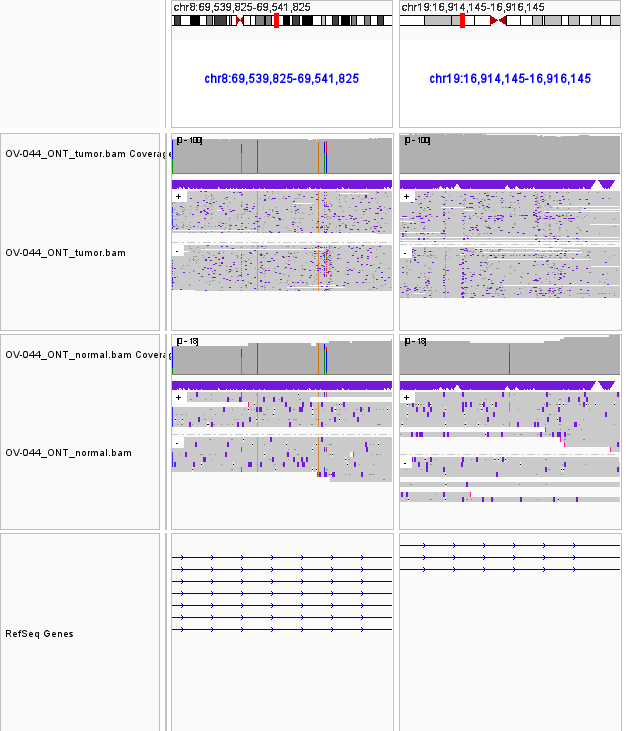 chr8:69,539,825-69,541,825
chr19:16,914,145-16,916,145
chr8:69,539,825-69,541,825
chr19:16,914,145-16,916,145
OV-044_ONT_tumor.bam Coverage
[0 - 100]
[0 - 100]
OV-044_ONT_tumor.bam
+
+
-
-
OV-044_ONT_normal.bam Coverage
[0 - 18]
[0 - 18]
OV-044_ONT_normal.bam
+
+
-
-
RefSeq Genes